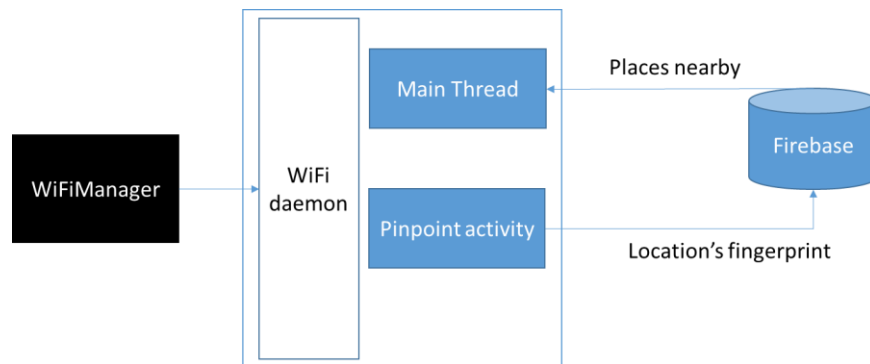 Main Thread
Places nearby
Firebase
WiFiManager
WiFi
daemon
Pinpoint activity
Location's fingerprint